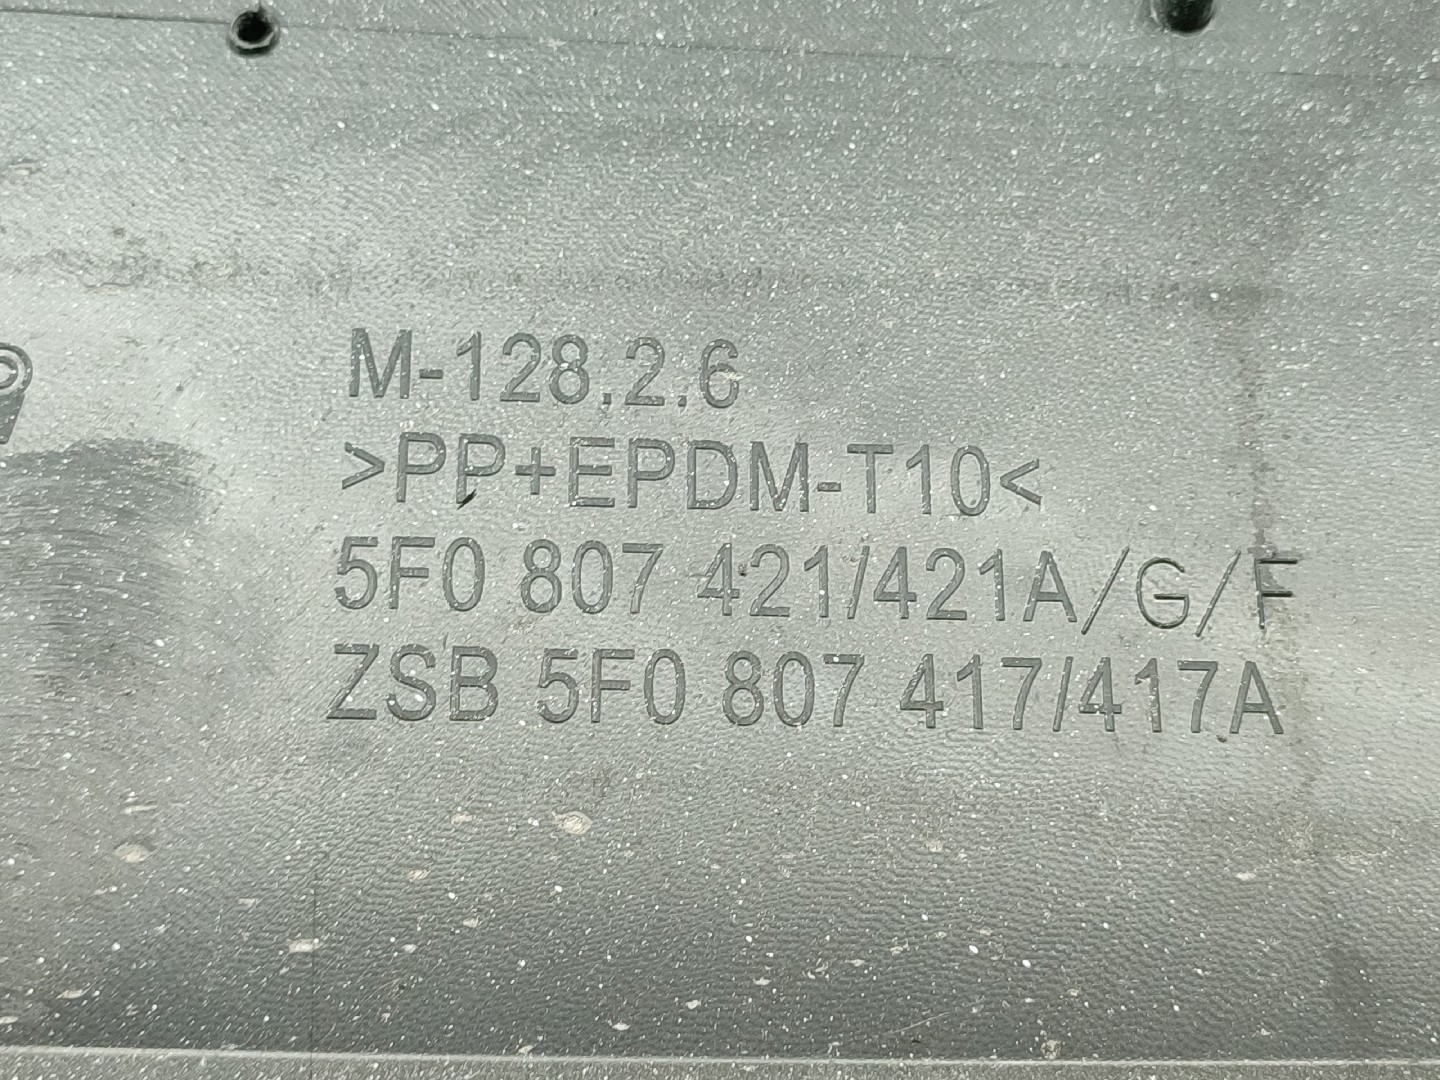 M-128.2.6
>PP+EPDM-T10<
5F0 807 421/421A/G/F
ZSB 5F0 807 417/417A